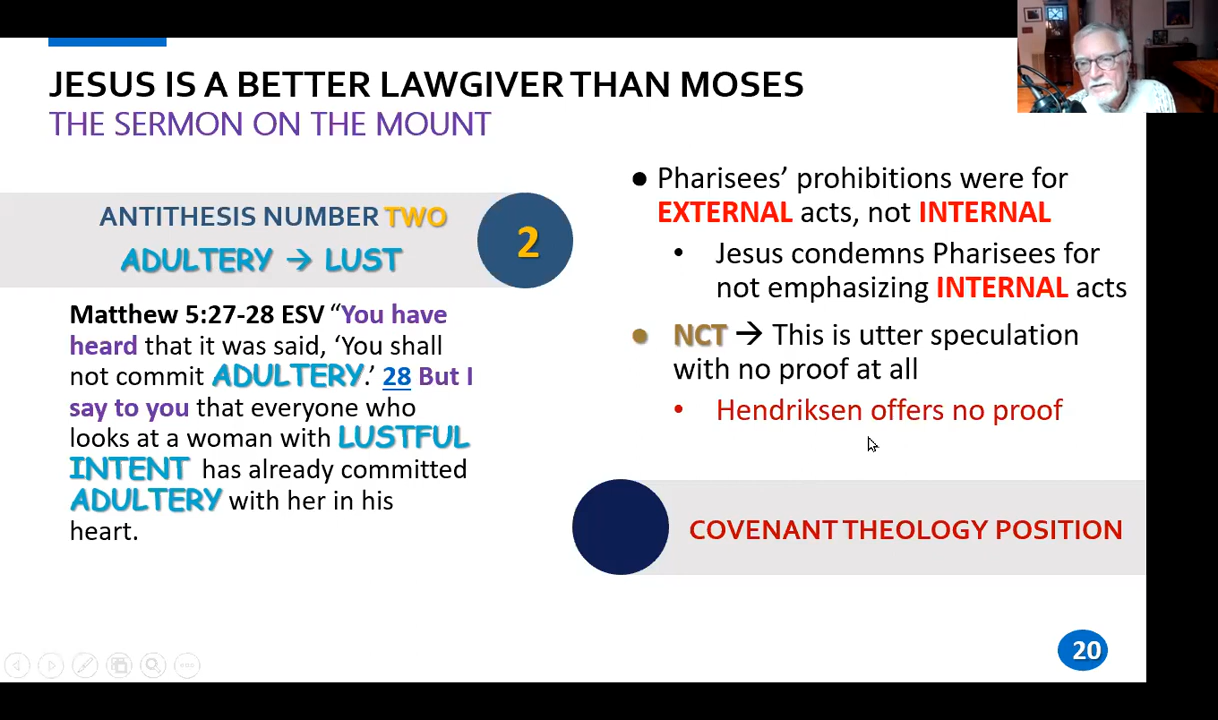 JESUS IS A BETTER LAWGIVER THAN MOSES
THE SERMON ON THE MOUNT
ANTITHESIS NUMBER TWO
ADULTERY → LUST
2
Matthew 5:27-28 ESV “You have
heard that it was said, ‘You shall
not commit ADULTERY.’ 28 But I
say to you that everyone who
looks at a woman with LUSTFUL
INTENT has already committed
ADULTERY with her in his
heart.
● Pharisees’ prohibitions were for
EXTERNAL acts, not INTERNAL
• Jesus condemns Pharisees for
not emphasizing INTERNAL acts
● NCT → This is utter speculation
with no proof at all
• Hendriksen offers no proof
COVENANT THEOLOGY POSITION
20